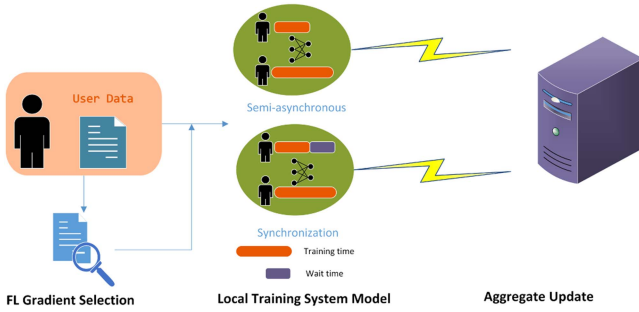 User Data
Semi-asynchronous
Synchronization
Training time
Wait time
FL Gradient Selection
Local Training System Model
Aggregate Update